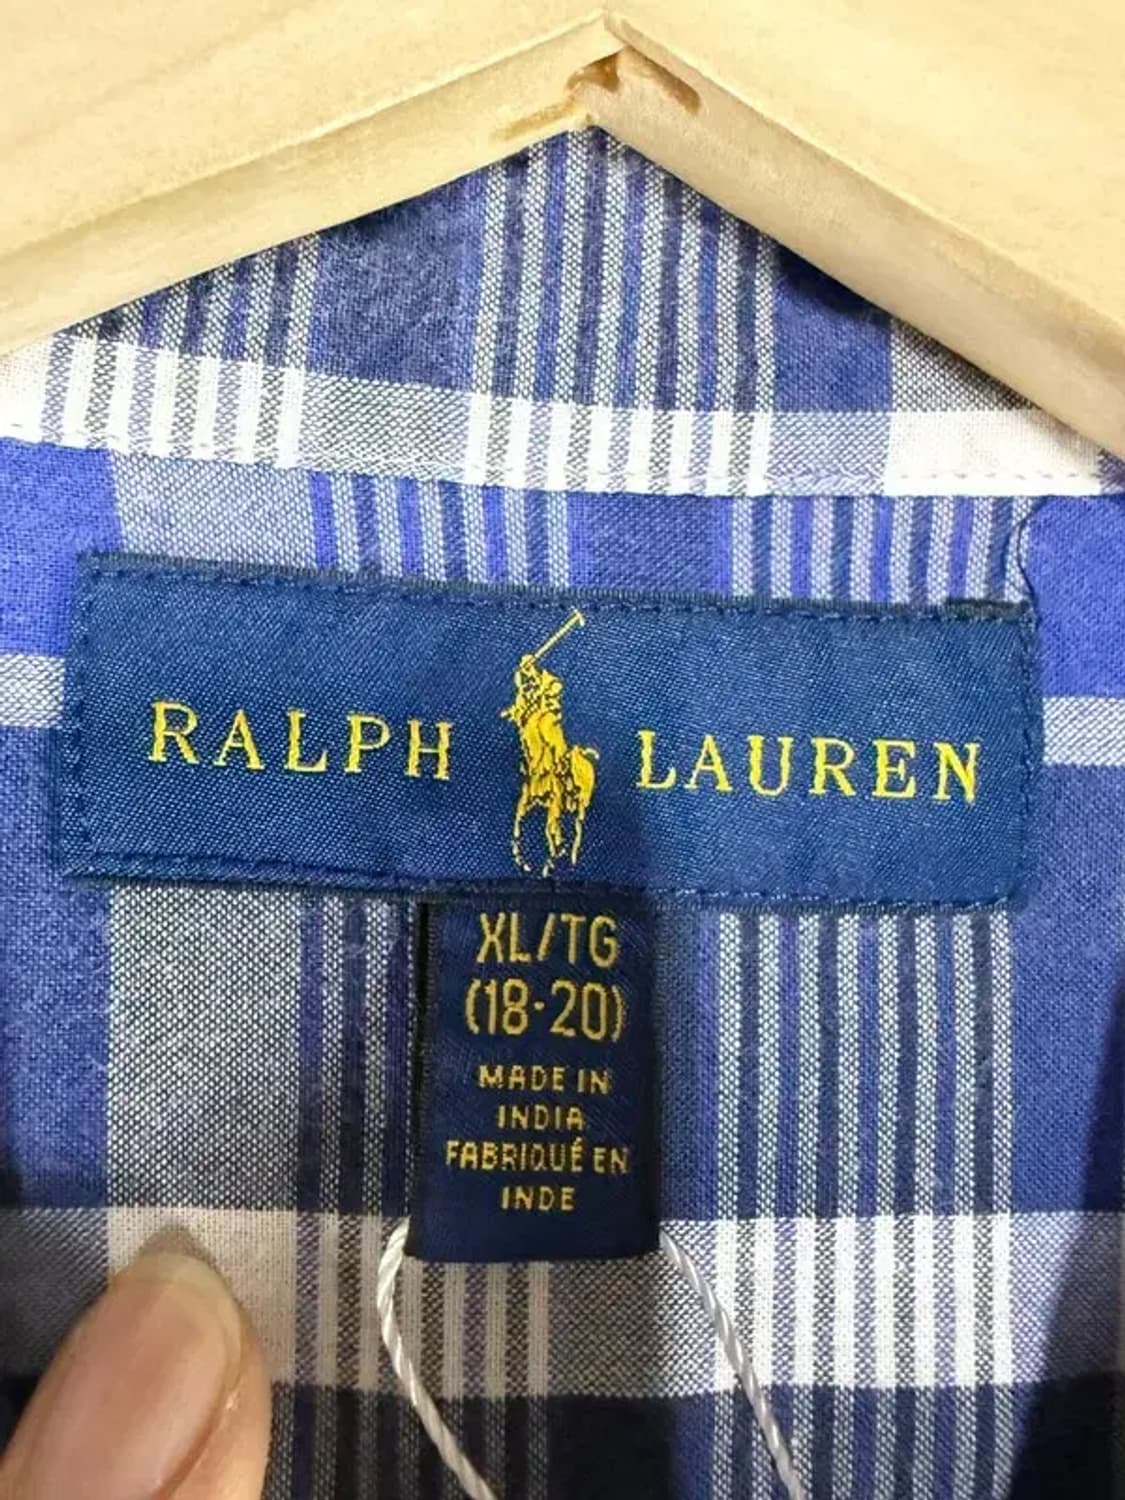 RALPH LAUREN
XL/TG
(18-20)
MADE IN
INDIA
FABRIQUÉ EN
INDE